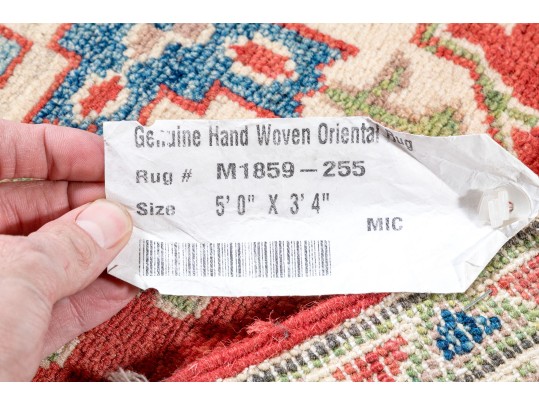 Genuine Hand Woven Oriental Rug
Rug # M1859-255
Size 5' 0" X 3' 4"
MIC